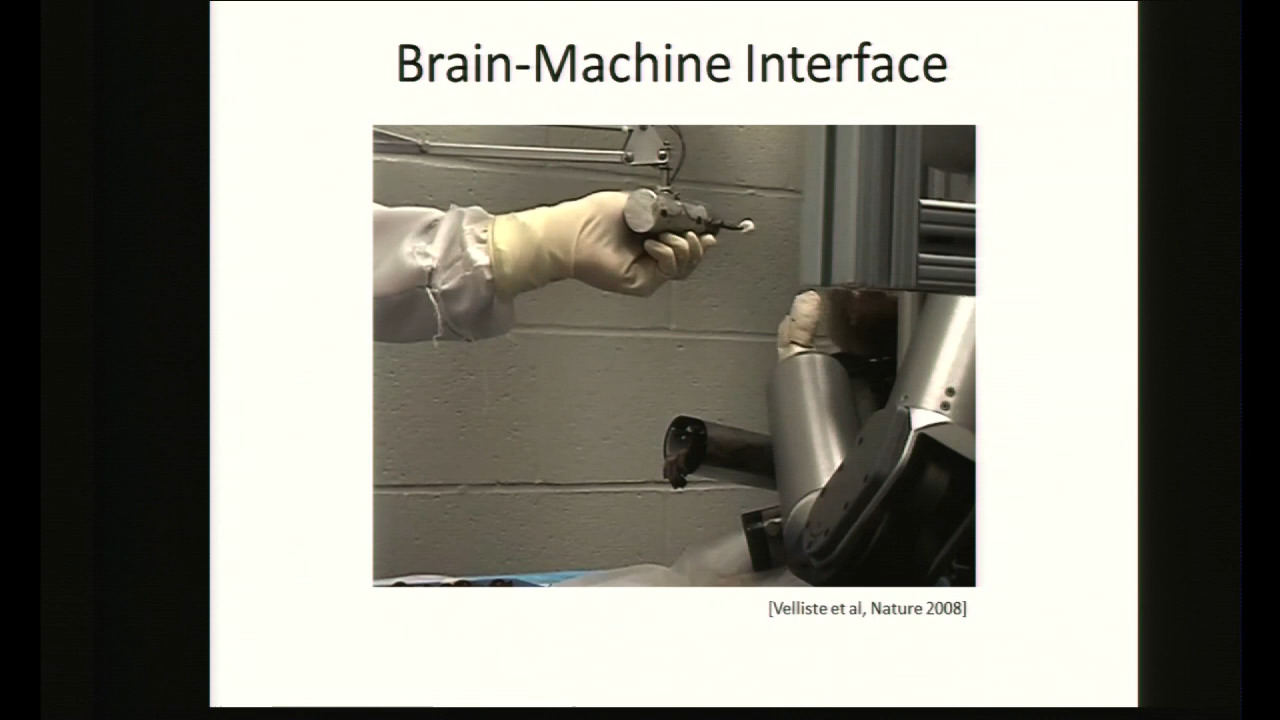 Brain-Machine Interface
[Velliste et al, Nature 2008]